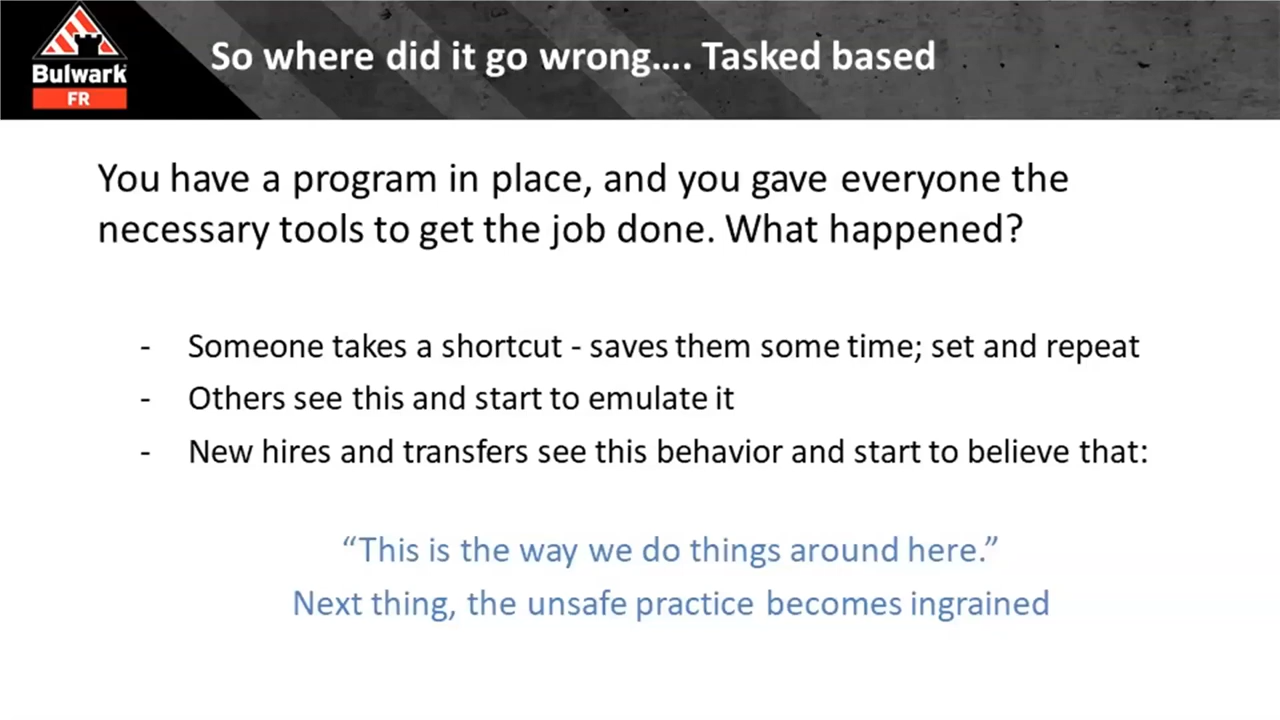 Bulwark
FR
So where did it go wrong.... Tasked based
You have a program in place, and you gave everyone the
necessary tools to get the job done. What happened?
- Someone takes a shortcut - saves them some time; set and repeat
- Others see this and start to emulate it
- New hires and transfers see this behavior and start to believe that:
“This is the way we do things around here.”
Next thing, the unsafe practice becomes ingrained